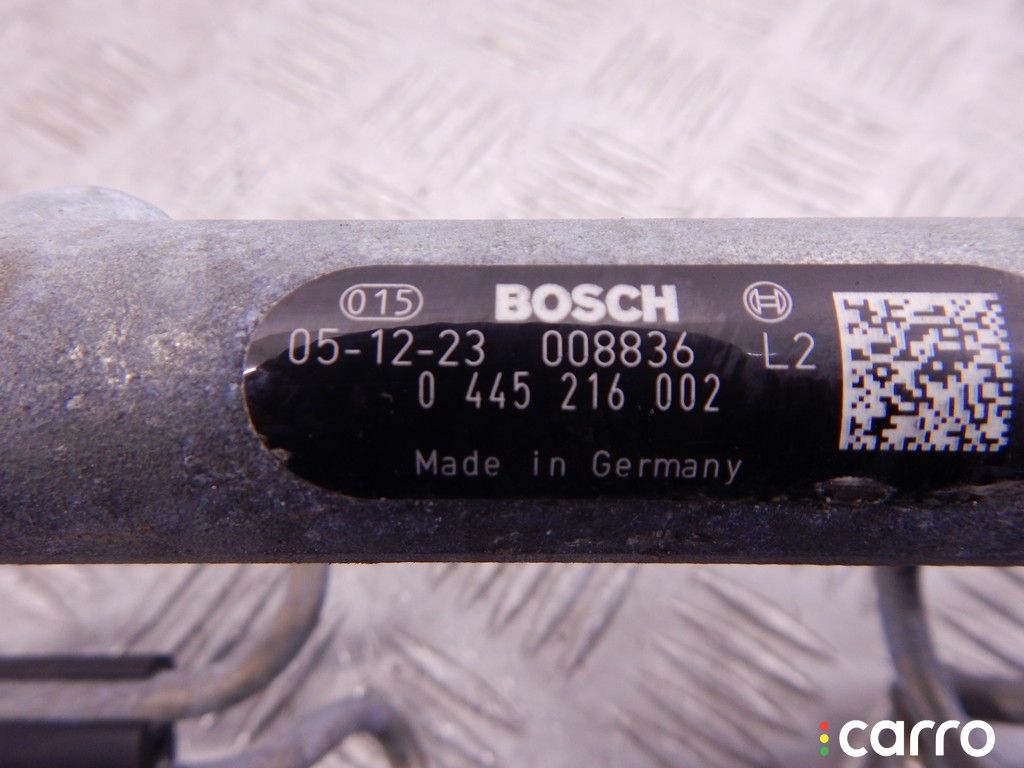 015 BOSCH
05-12-23 008836 L2
0 445 216 002
Made in Germany
carro